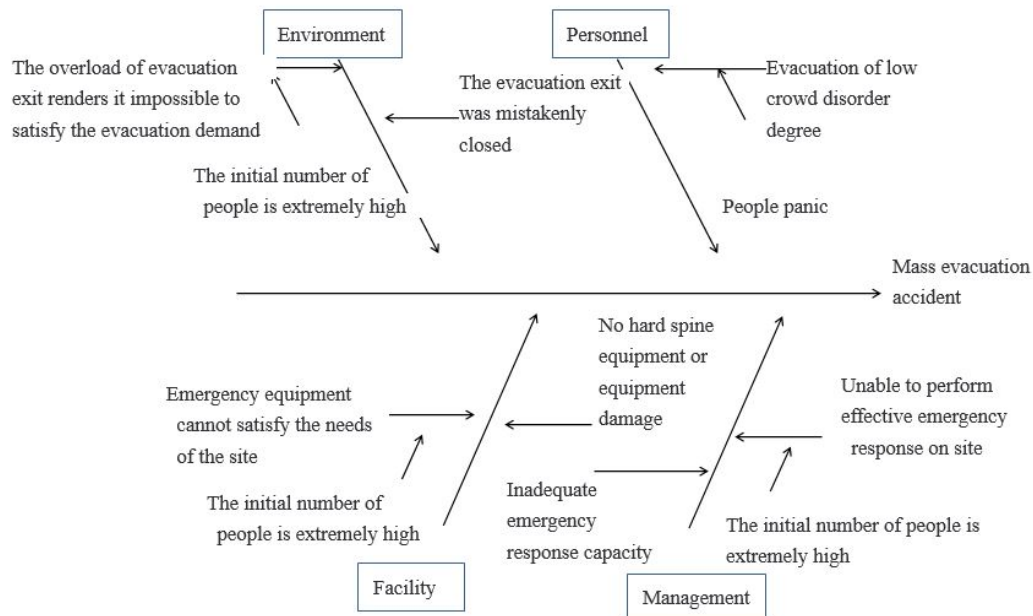 Environment
Personnel
The overload of evacuation
exit renders it impossible to
satisfy the evacuation demand
The evacuation exit
was mistakenly
closed
Evacuation of low
crowd disorder
degree
The initial number of
people is extremely high
People panic
Mass evacuation
accident
No hard spine
equipment or
equipment
damage
Emergency equipment
cannot satisfy the needs
of the site
Unable to perform
effective emergency
response on site
The initial number of
people is extremely high
Inadequate
emergency
response capacity
The initial number of people is
extremely high
Facility
Management